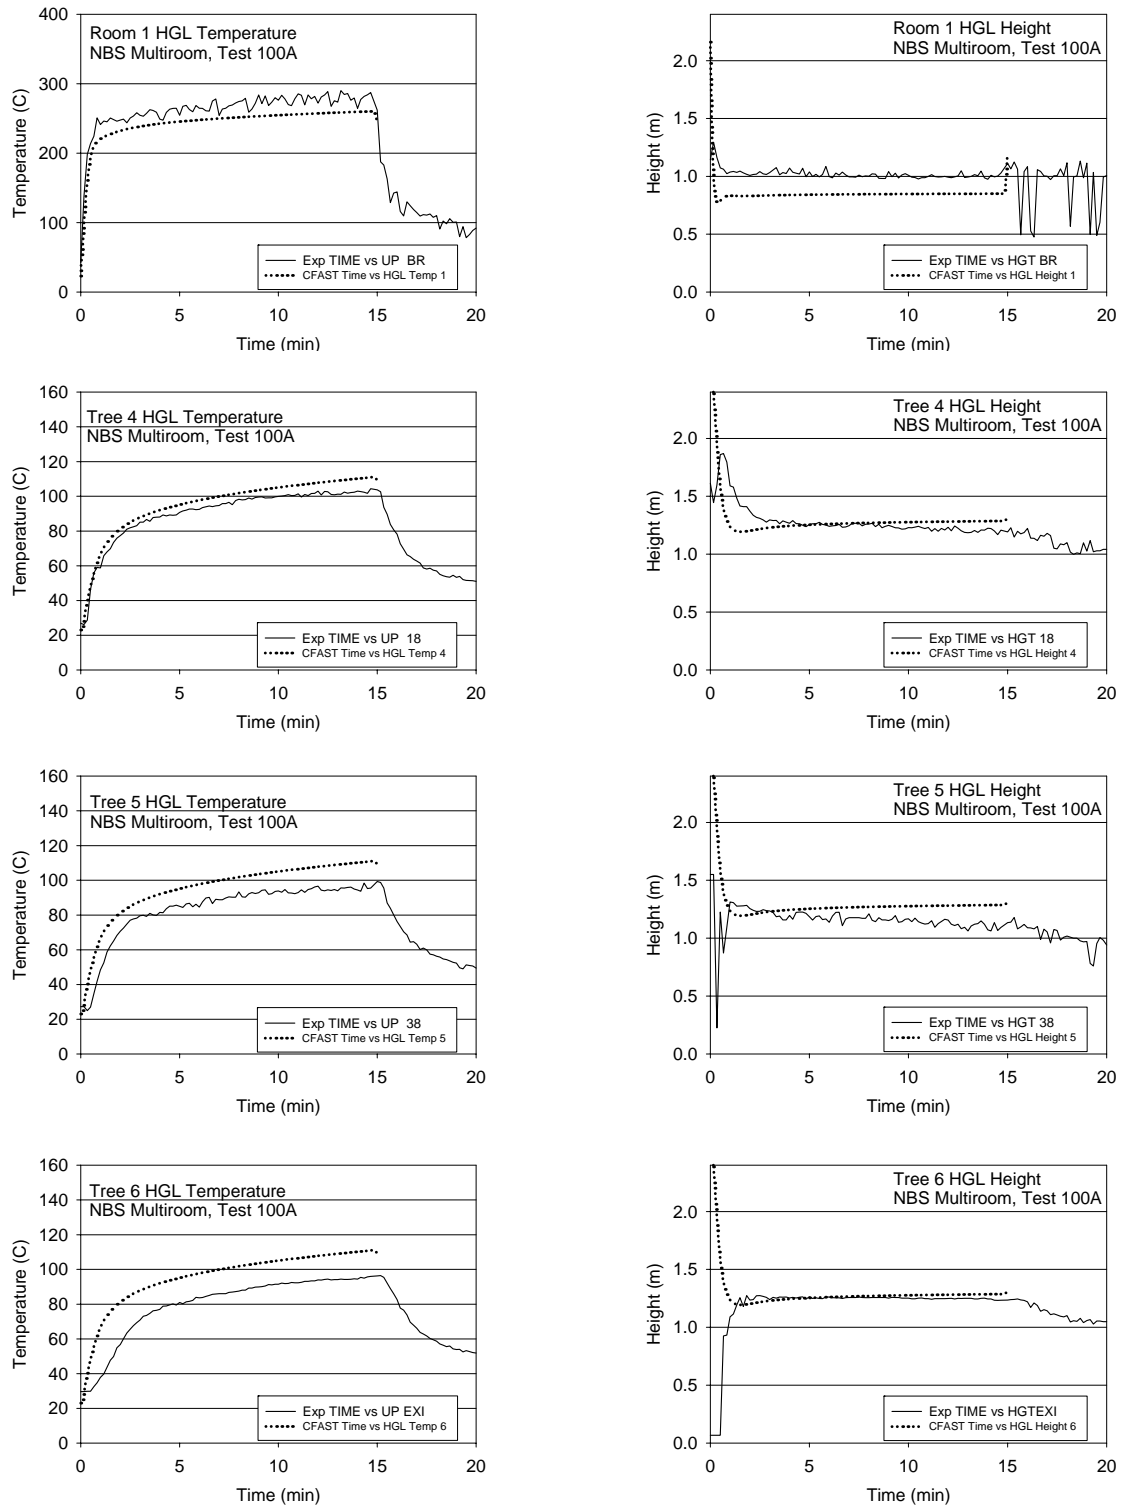 Room 1 HGL Temperature
NBS Multiroom, Test 100A
Temperature (C)
400
300
200
100
0
0 5 10 15 20
Time (min)
Exp TIME vs UP BR
CFAST Time vs HGL Temp 1
Room 1 HGL Height
NBS Multiroom, Test 100A
Height (m)
2.0
1.5
1.0
0.5
0.0
0 5 10 15 20
Time (min)
Exp TIME vs HGT BR
CFAST Time vs HGL Height 1
Tree 4 HGL Temperature
NBS Multiroom, Test 100A
Temperature (C)
160
140
120
100
80
60
40
20
0
0 5 10 15 20
Time (min)
Exp TIME vs UP 18
CFAST Time vs HGL Temp 4
Tree 4 HGL Height
NBS Multiroom, Test 100A
Height (m)
2.0
1.5
1.0
0.5
0.0
0 5 10 15 20
Time (min)
Exp TIME vs HGT 18
CFAST Time vs HGL Height 4
Tree 5 HGL Temperature
NBS Multiroom, Test 100A
Temperature (C)
160
140
120
100
80
60
40
20
0
0 5 10 15 20
Time (min)
Exp TIME vs UP 38
CFAST Time vs HGL Temp 5
Tree 5 HGL Height
NBS Multiroom, Test 100A
Height (m)
2.0
1.5
1.0
0.5
0.0
0 5 10 15 20
Time (min)
Exp TIME vs HGT 38
CFAST Time vs HGL Height 5
Tree 6 HGL Temperature
NBS Multiroom, Test 100A
Temperature (C)
160
140
120
100
80
60
40
20
0
0 5 10 15 20
Time (min)
Exp TIME vs UP EXI
CFAST Time vs HGL Temp 6
Tree 6 HGL Height
NBS Multiroom, Test 100A
Height (m)
2.0
1.5
1.0
0.5
0.0
0 5 10 15 20
Time (min)
Exp TIME vs HGTEXI
CFAST Time vs HGL Height 6